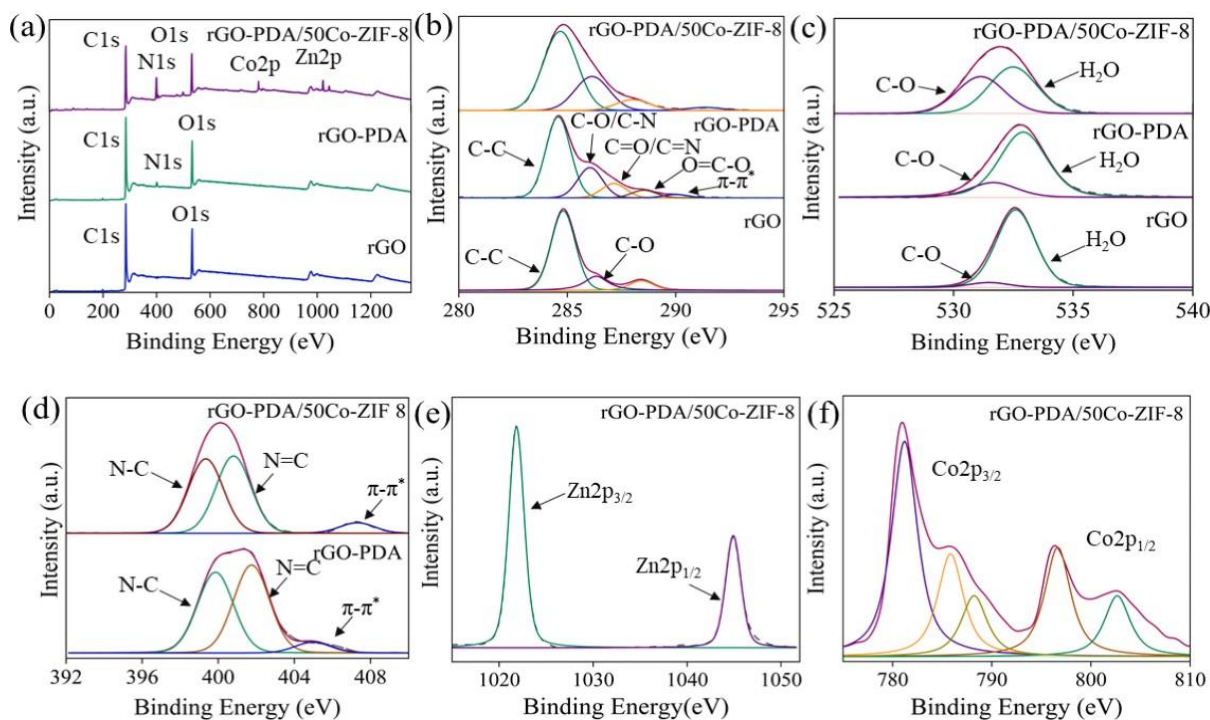 (a)
rGO-PDA/50Co-ZIF-8
C1s
O1s
N1s
Co2p
Zn2p
rGO-PDA
C1s
O1s
N1s
rGO
C1s
O1s
Intensity (a.u.)
0 200 400 600 800 1000 1200
Binding Energy (eV)
(b)
rGO-PDA/50Co-ZIF-8
rGO-PDA
C-C
C-O/C-N
C=O/C=N
O=C-O
π-π*
rGO
C-C
C-O
Intensity (a.u.)
280 285 290 295
Binding Energy (eV)
(c)
rGO-PDA/50Co-ZIF-8
C-O
H2O
rGO-PDA
C-O
H2O
rGO
C-O
H2O
Intensity (a.u.)
525 530 535 540
Binding Energy (eV)
(d)
rGO-PDA/50Co-ZIF 8
N-C
N=C
π-π*
rGO-PDA
N-C
N=C
π-π*
Intensity (a.u.)
392 396 400 404 408
Binding Energy (eV)
(e)
rGO-PDA/50Co-ZIF-8
Zn2p3/2
Zn2p1/2
Intensity (a.u.)
1020 1030 1040 1050
Binding Energy (eV)
(f)
rGO-PDA/50Co-ZIF-8
Co2p3/2
Co2p1/2
Intensity (a.u.)
780 790 800 810
Binding Energy (eV)